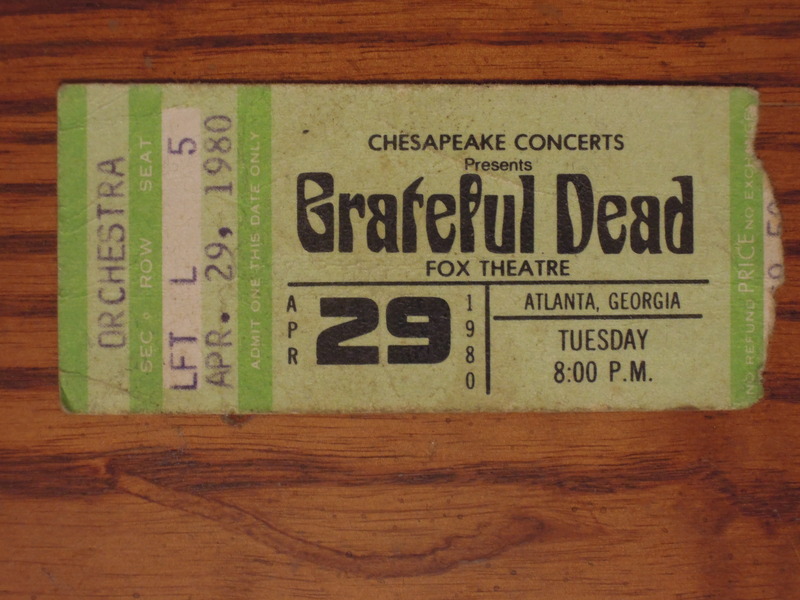 ORCHESTRA
SEC ROW SEAT
LFT L 5
APR. 29, 1980
ADMIT ONE THIS DATE ONLY
CHESAPEAKE CONCERTS
Presents
Grateful Dead
FOX THEATRE
APR
29
1980
ATLANTA, GEORGIA
TUESDAY
8:00 P.M.
NO REFUND PRICE NO